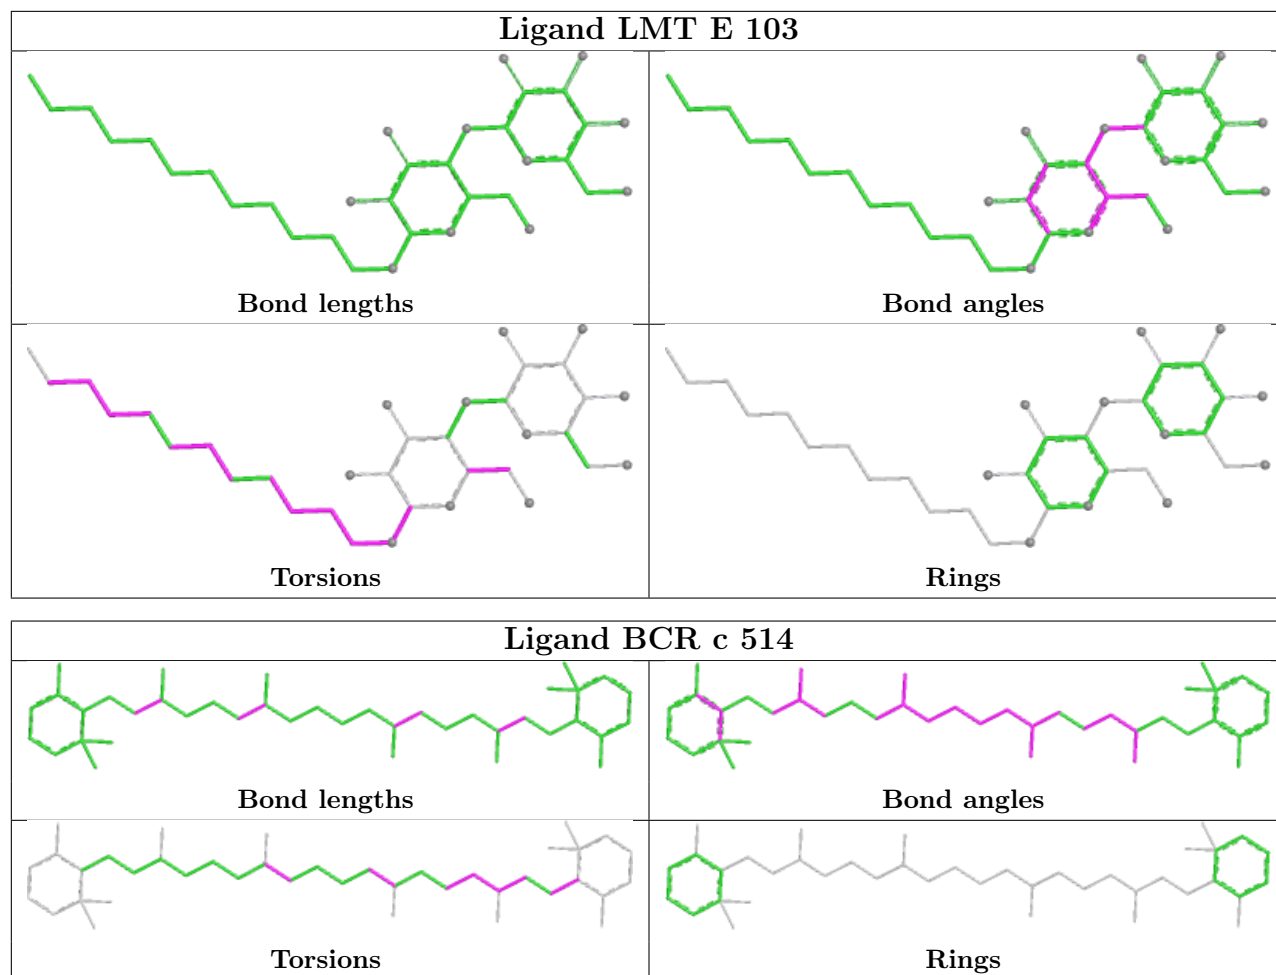 Ligand LMT E 103
Bond lengths
Bond angles
Torsions
Rings
Ligand BCR c 514
Bond lengths
Bond angles
Torsions
Rings